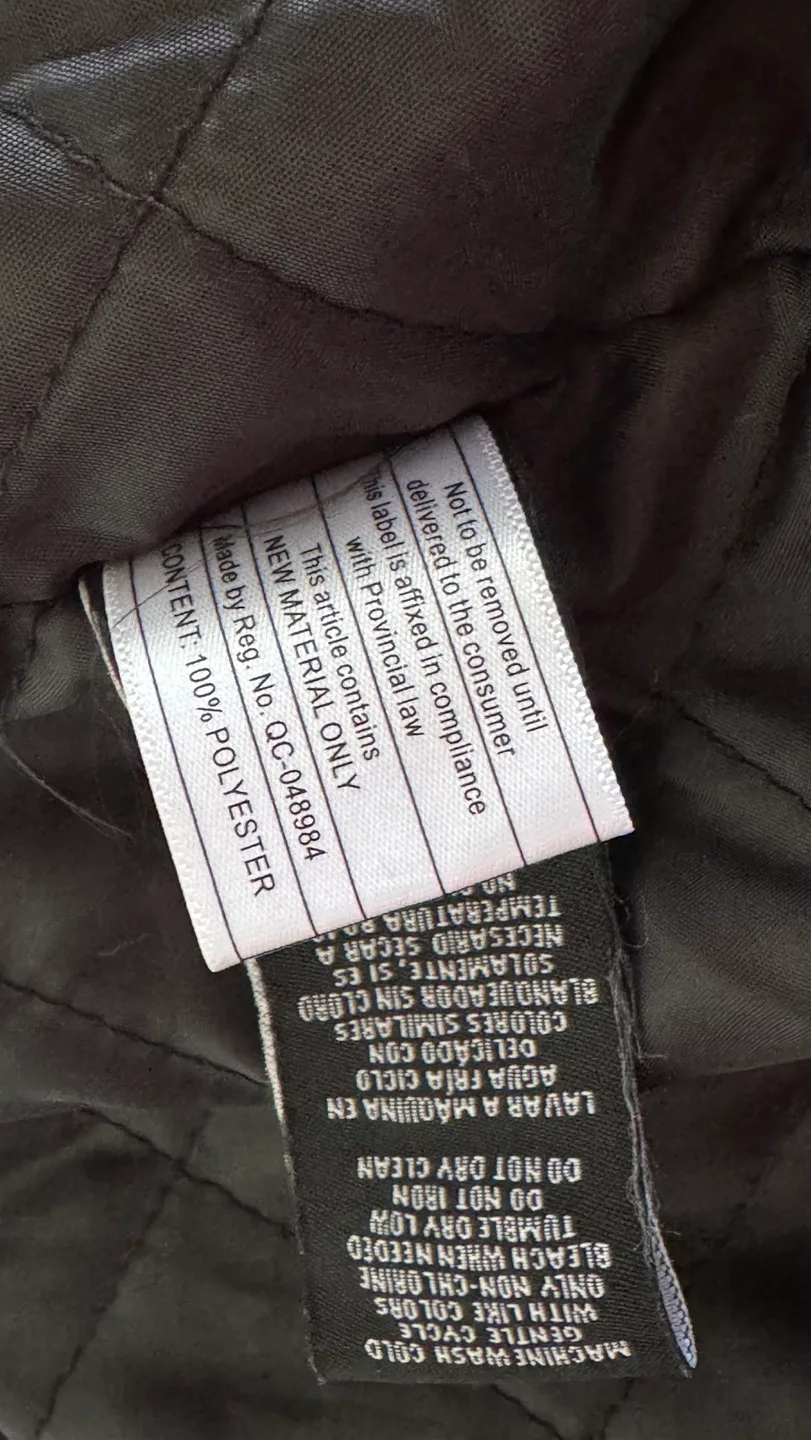 Not to be removed until
delivered to the consumer
This label is affixed in compliance
with Provincial law
This article contains
NEW MATERIAL ONLY
Made by Reg. No. QC-048984
CONTENT: 100% POLYESTER
MACHINE WASH COLD
GENTLE CYCLE
WITH LIKE COLORS
ONLY NON-CHLORINE
BLEACH WHEN NEEDED
TUMBLE DRY LOW
DO NOT IRON
DO NOT DRY CLEAN
LAVAR A MÁQUINA EN
AGUA FRÍA CICLO
DELICADO CON
COLORES SIMILARES
BLANQUEADOR SIN CLORO
SOLAMENTE, SI ES
NECESARIO SECAR A
TEMPERATURA
NO